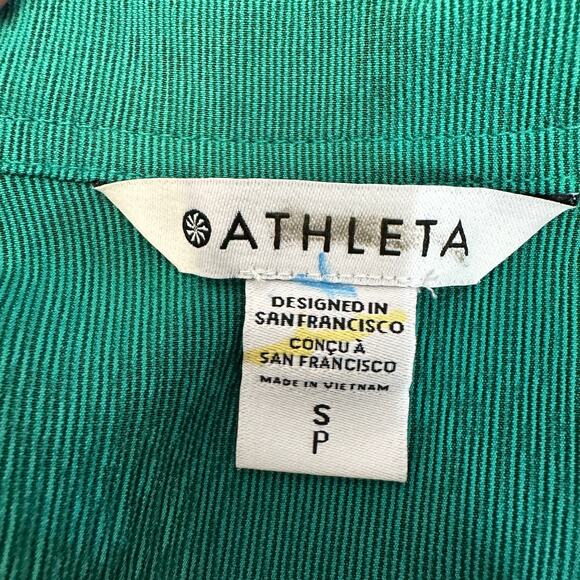 ATHLETA
DESIGNED IN
SAN FRANCISCO
CONÇU À
SAN FRANCISCO
MADE IN VIETNAM
S
P